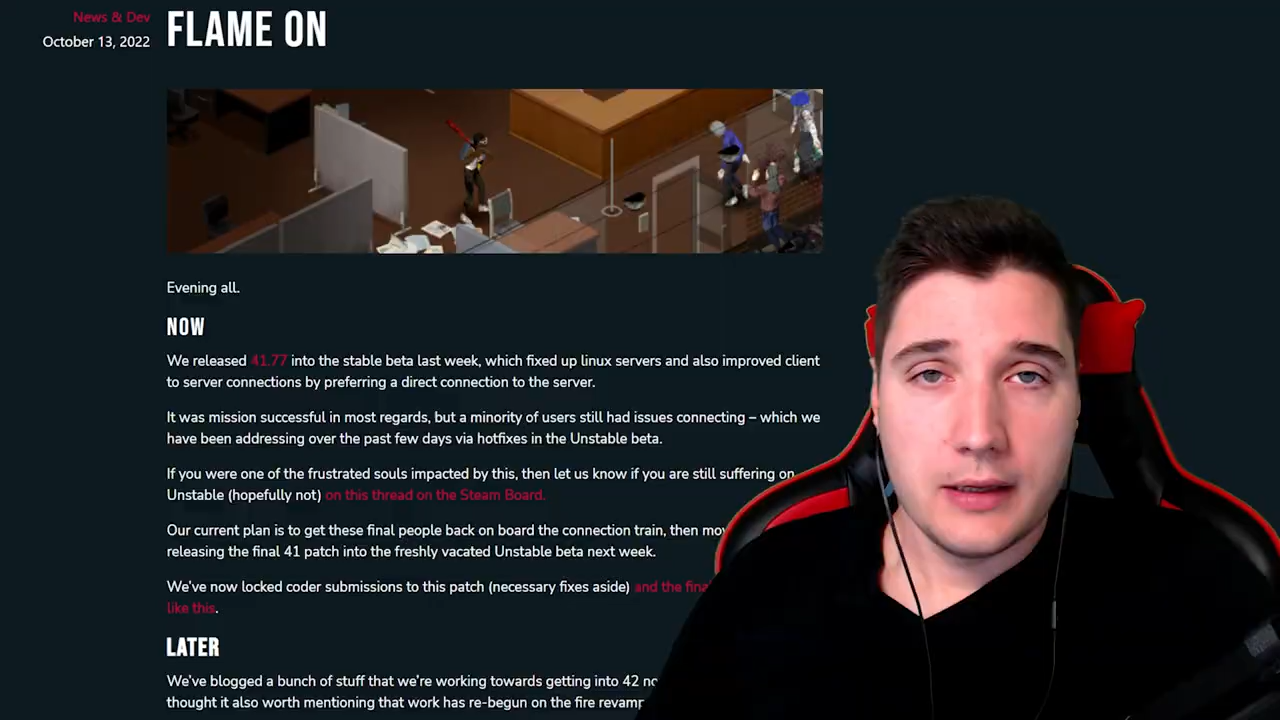 News & Dev
October 13, 2022
FLAME ON
Evening all.
NOW
We released 41.77 into the stable beta last week, which fixed up linux servers and also improved client
to server connections by preferring a direct connection to the server.
It was mission successful in most regards, but a minority of users still had issues connecting – which we
have been addressing over the past few days via hotfixes in the Unstable beta.
If you were one of the frustrated souls impacted by this, then let us know if you are still suffering on
Unstable (hopefully not) on this thread on the Steam Board.
Our current plan is to get these final people back on board the connection train, then
releasing the final 41 patch into the freshly vacated Unstable beta next week.
We've now locked coder submissions to this patch (necessary fixes aside) and the
like this.
LATER
We've blogged a bunch of stuff that we're working towards getting into 42
thought it also worth mentioning that work has re-begun on the fire